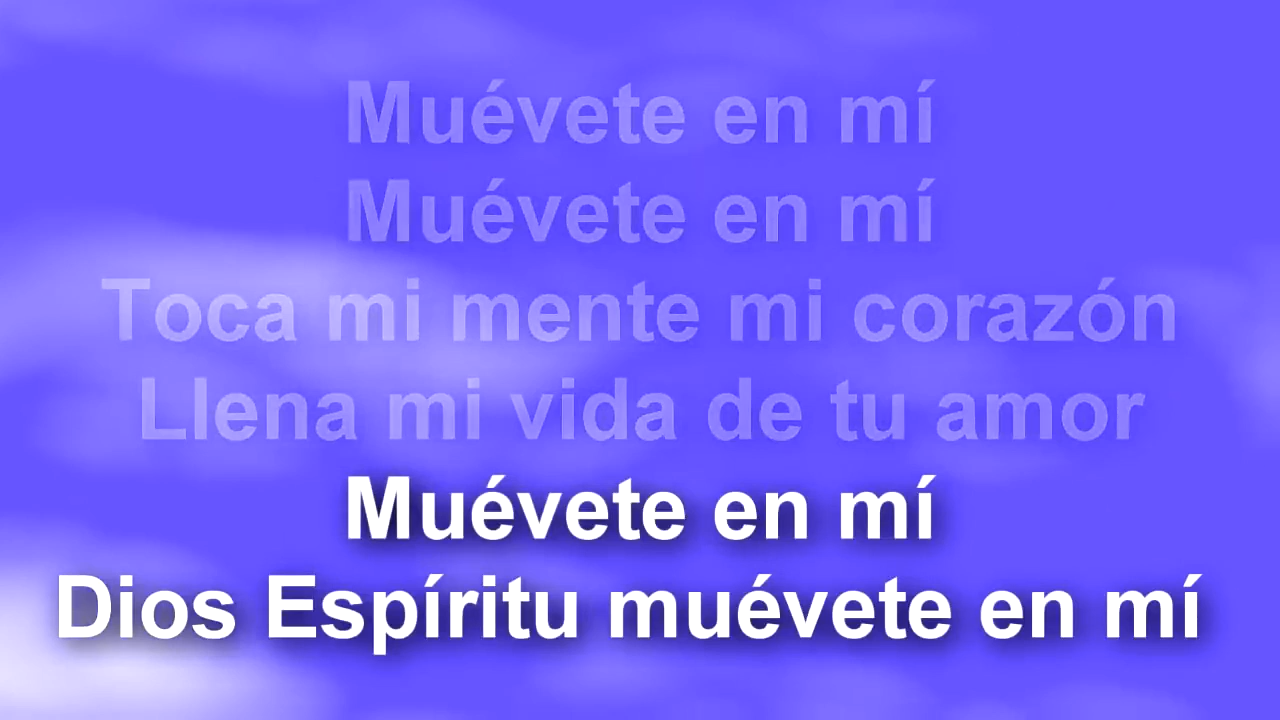 Muévete en mí
Muévete en mí
Toca mi mente mi corazón
Llena mi vida de tu amor
Muévete en mí
Dios Espíritu muévete en mí